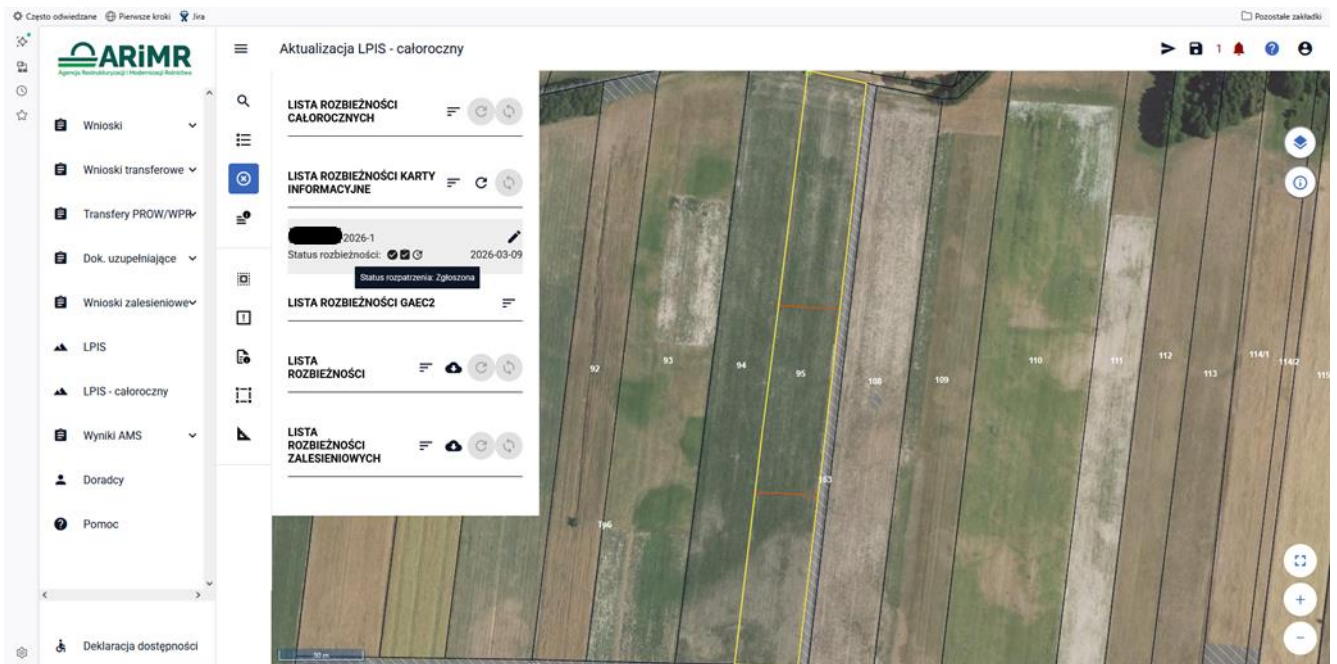 Często odwiedzane Pierwsze kroki Jira Pozostałe zakładki
ARiMR
Agencja Restrukturyzacji i Modernizacji Rolnictwa
Aktualizacja LPIS - całoroczny
1
Wnioski
Wnioski transferowe
Transfery PROW/WPR
Dok. uzupełniające
Wnioski zalesieniowe
LPIS
LPIS - całoroczny
Wyniki AMS
Doradcy
Pomoc
Deklaracja dostępności
LISTA ROZBIEŻNOŚCI
CAŁOROCZNYCH
LISTA ROZBIEŻNOŚCI KARTY
INFORMACYJNE
2026-1
Status rozbieżności: 2026-03-09
Status rozpatrzenia: Zgłoszona
LISTA ROZBIEŻNOŚCI GAEC2
LISTA
ROZBIEŻNOŚCI
LISTA
ROZBIEŻNOŚCI
ZALESIENIOWYCH
92
93
94
95
108
109
110
111
112
113
114/1
114/2
115
163
50 m